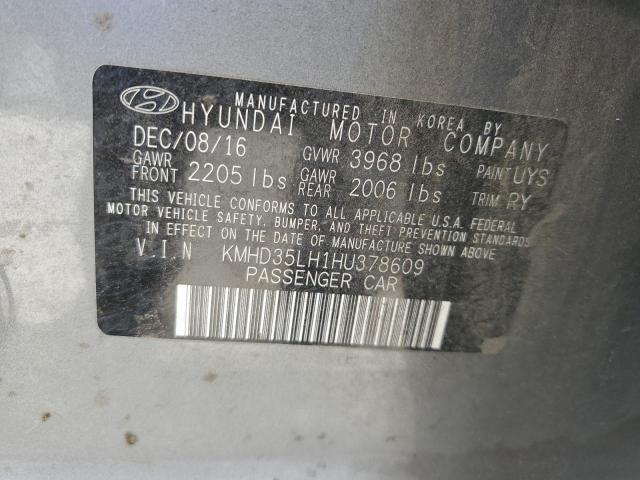 MANUFACTURED IN KOREA BY
HYUNDAI MOTOR COMPANY
DEC/08/16 GVWR 3968 lbs PAINT UYS
GAWR FRONT 2205 lbs GAWR REAR 2006 lbs TRIM RY
THIS VEHICLE CONFORMS TO ALL APPLICABLE U.S.A. FEDERAL
MOTOR VEHICLE SAFETY, BUMPER, AND THEFT PREVENTION STANDARDS
IN EFFECT ON THE DATE OF MANUFACTURE SHOWN ABOVE.
V.I.N KMHD35LH1HU378609
PASSENGER CAR